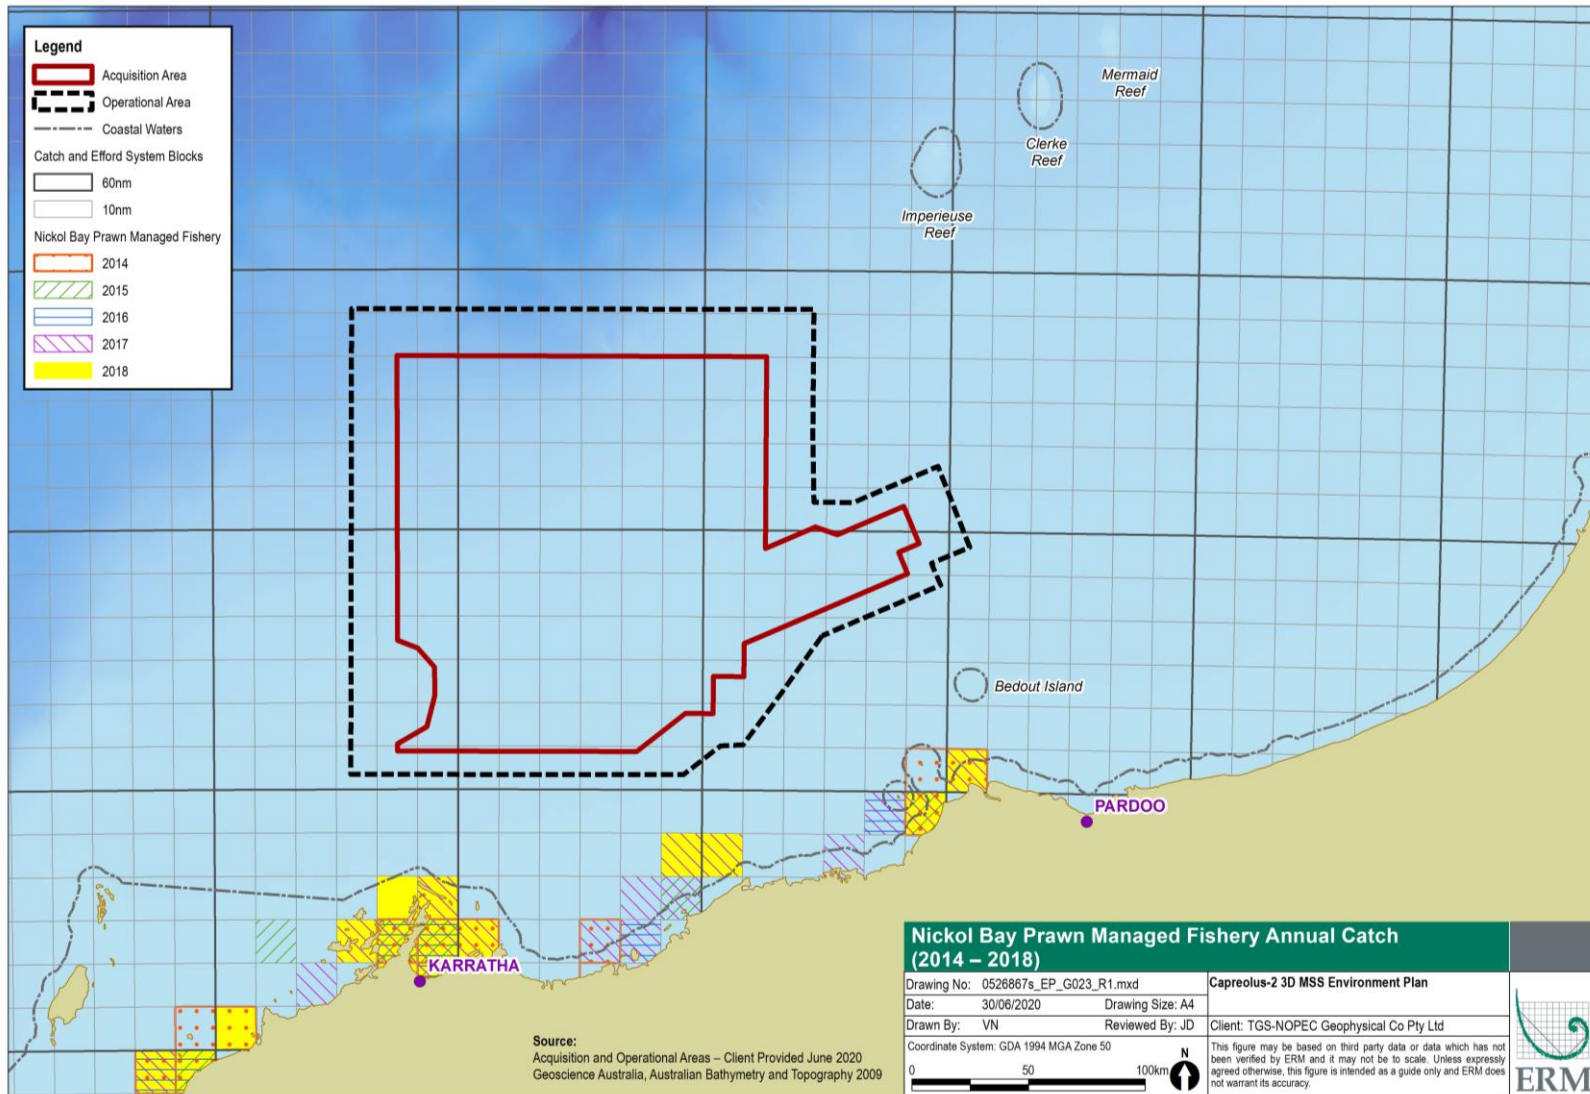 Legend
Acquisition Area
Operational Area
Coastal Waters
Catch and Efford System Blocks
60nm
10nm
Nickol Bay Prawn Managed Fishery
2014
2015
2016
2017
2018
Mermaid
Reef
Clerke
Reef
Imperieuse
Reef
Bedout Island
PARDOO
KARRATHA
Source:
Acquisition and Operational Areas – Client Provided June 2020
Geoscience Australia, Australian Bathymetry and Topography 2009
Nickol Bay Prawn Managed Fishery Annual Catch
(2014 – 2018)
Drawing No: 0526867s_EP_G023_R1.mxd
Capreolus-2 3D MSS Environment Plan
Date: 30/06/2020 Drawing Size: A4
Drawn By: VN Reviewed By: JD
Client: TGS-NOPEC Geophysical Co Pty Ltd
Coordinate System: GDA 1994 MGA Zone 50
0 50 100km
N
This figure may be based on third party data or data which has not
been verified by ERM and it may not be to scale. Unless expressly
agreed otherwise, this figure is intended as a guide only and ERM does
not warrant its accuracy.
ERM